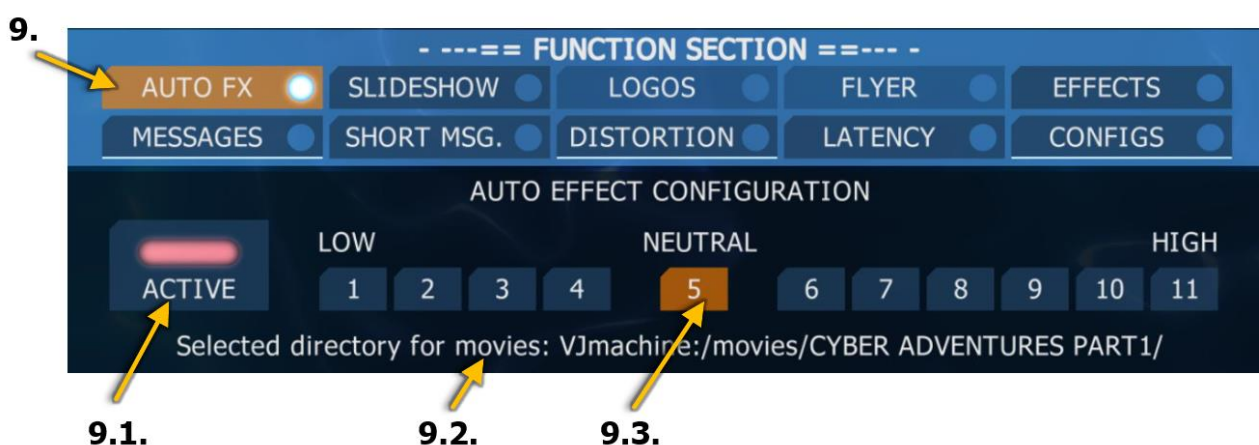 9.
- ---== FUNCTION SECTION ==--- -
AUTO FX SLIDESHOW LOGOS FLYER EFFECTS
MESSAGES SHORT MSG. DISTORTION LATENCY CONFIGS
AUTO EFFECT CONFIGURATION
LOW NEUTRAL HIGH
ACTIVE 1 2 3 4 5 6 7 8 9 10 11
Selected directory for movies: VJmachine:/movies/CYBER ADVENTURES PART1/
9.1. 9.2. 9.3.